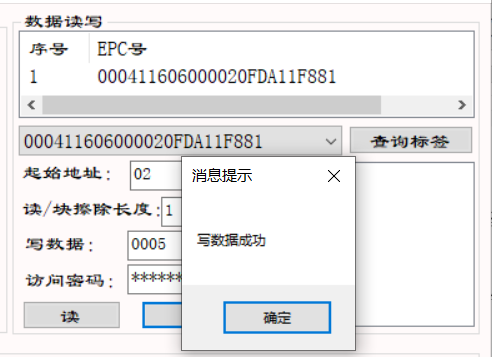 数据读写
序号 EPC号
1 000411606000020FDA11F881
000411606000020FDA11F881 查询标签
起始地址: 02
消息提示
读/块擦除长度: 1
写数据: 0005
写数据成功
访问密码: ******
读
确定